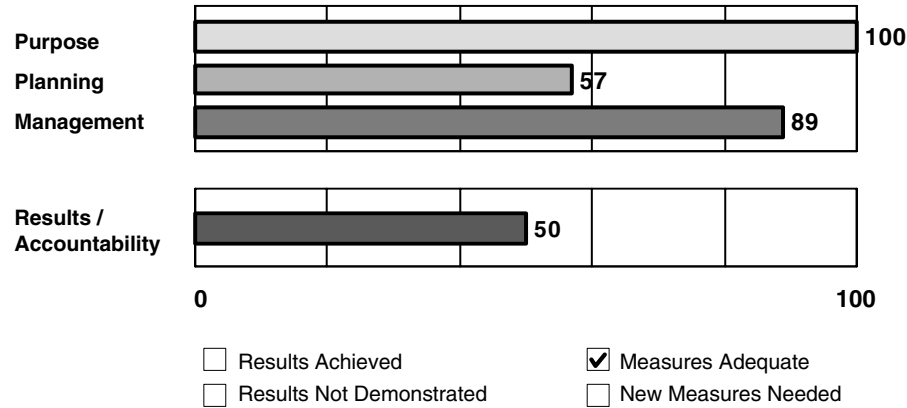 Purpose 100
Planning 57
Management 89
Results / 
Accountability 50
0 100
Results Achieved Measures Adequate
Results Not Demonstrated New Measures Needed